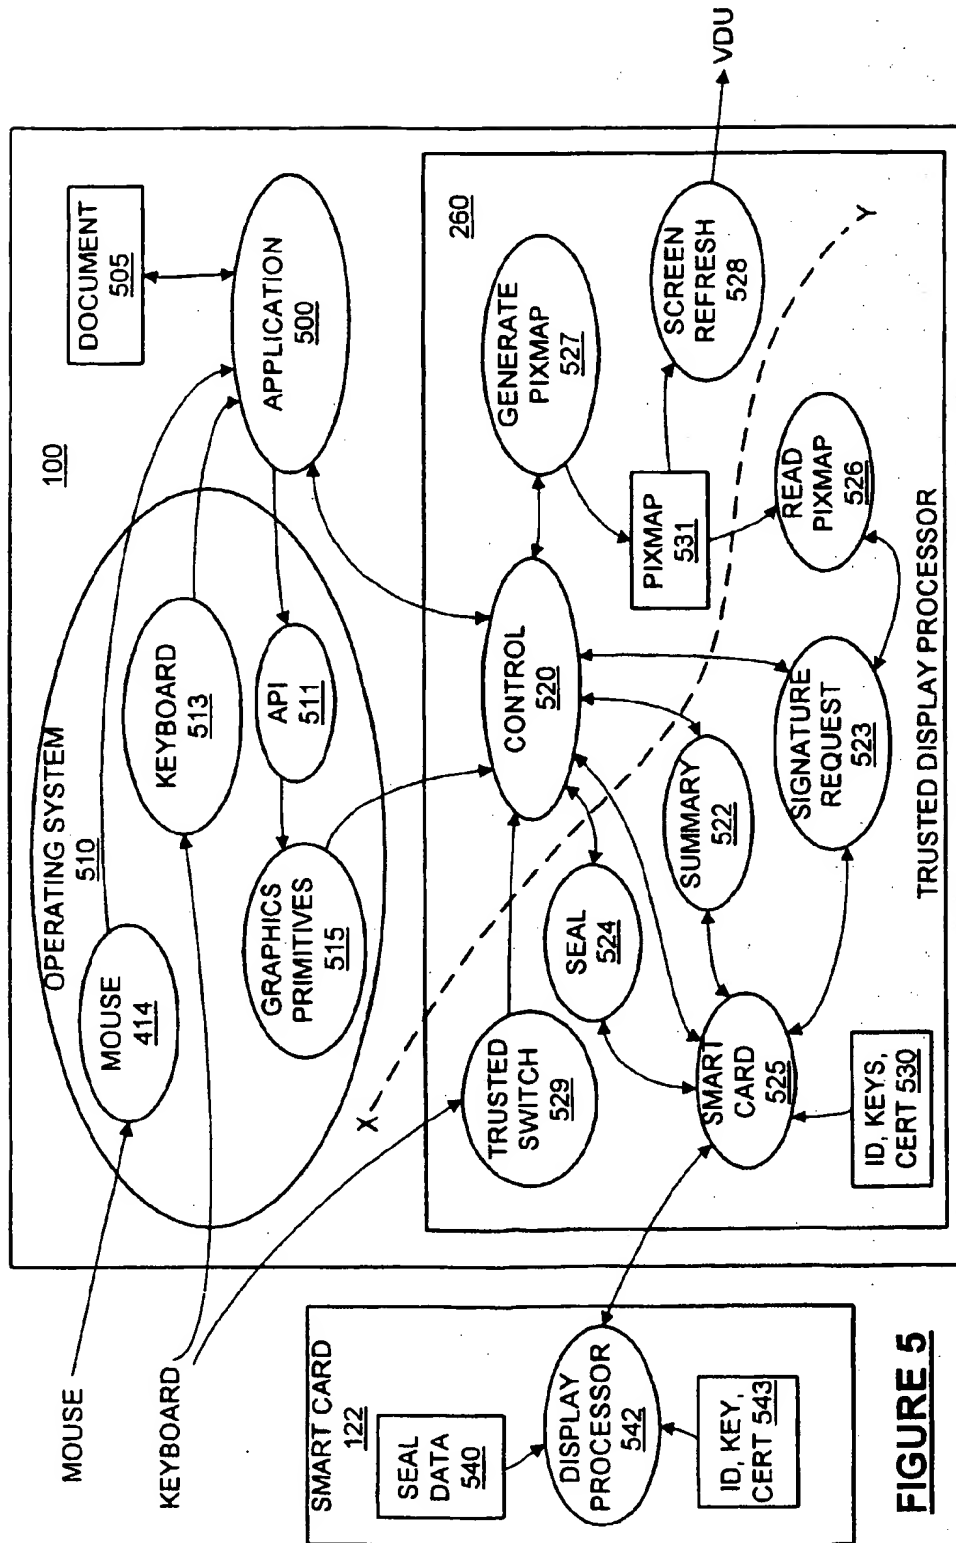 MOUSE
KEYBOARD
100
OPERATING SYSTEM
510
MOUSE
414
KEYBOARD
513
API
511
GRAPHICS
PRIMITIVES
515
DOCUMENT
505
APPLICATION
500
SMART CARD
122
SEAL
DATA
540
DISPLAY
PROCESSOR
542
ID, KEY,
CERT 543
X
260
TRUSTED
SWITCH
529
CONTROL
520
GENERATE
PIXMAP
527
SEAL
524
PIXMAP
531
SCREEN
REFRESH
528
VDU
SMART
CARD
525
SUMMARY
522
SIGNATURE
REQUEST
523
READ
PIXMAP
526
Y
ID, KEYS,
CERT 530
TRUSTED DISPLAY PROCESSOR
FIGURE 5